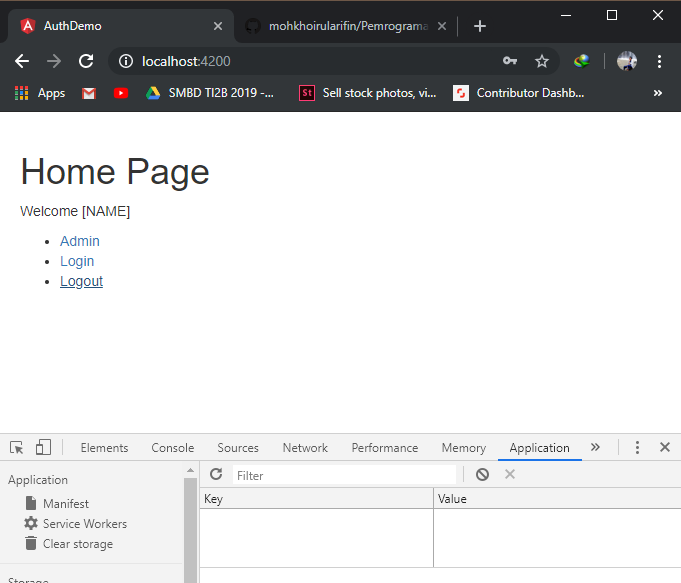 AuthDemo
mohkhoirularifin/Pemrograma
localhost:4200
Apps
SMBD TI2B 2019 -...
St
Sell stock photos, vi...
Contributor Dashb...
Home Page
Welcome [NAME]
Admin
Login
Logout
Elements Console Sources Network Performance Memory Application
Application
Filter
Manifest
Service Workers
Clear storage
Key Value
Storage